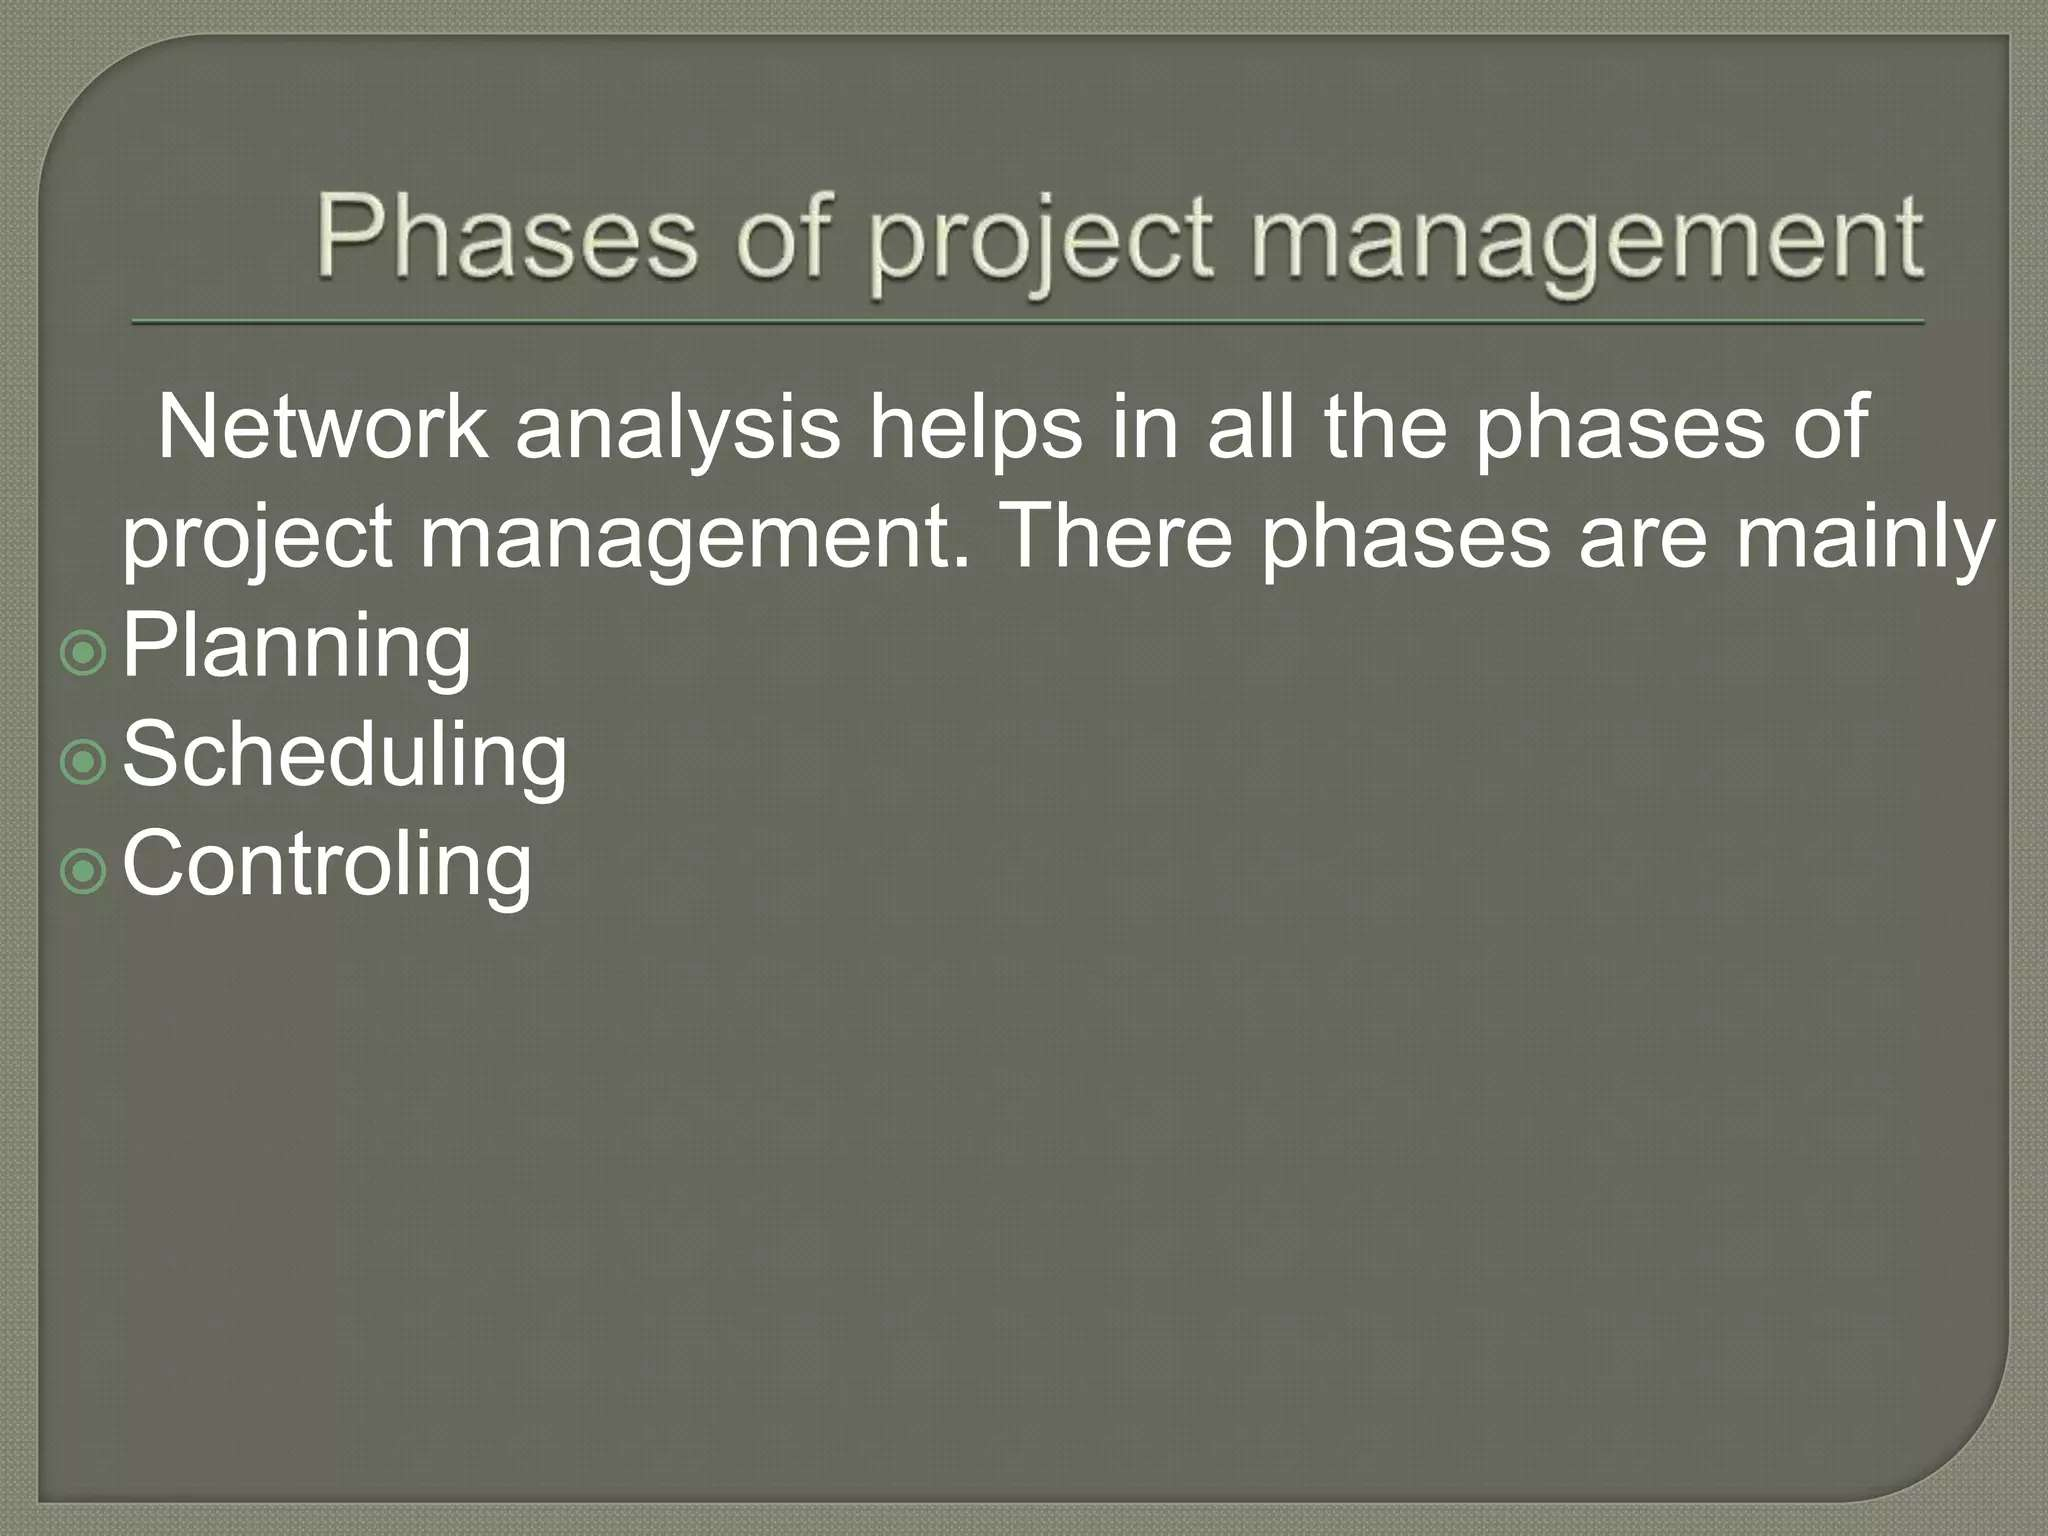 Phases of project management
Network analysis helps in all the phases of
project management. There phases are mainly
Planning
Scheduling
Controling